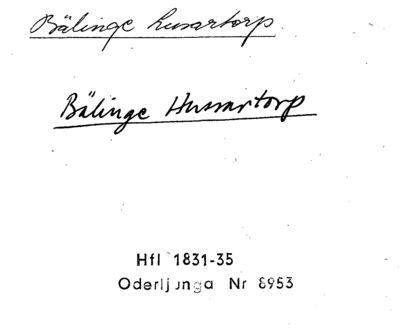 Bälinge husartorp
Bälinge Husartorp
Hfl 1831-35
Oderljunga Nr 8953